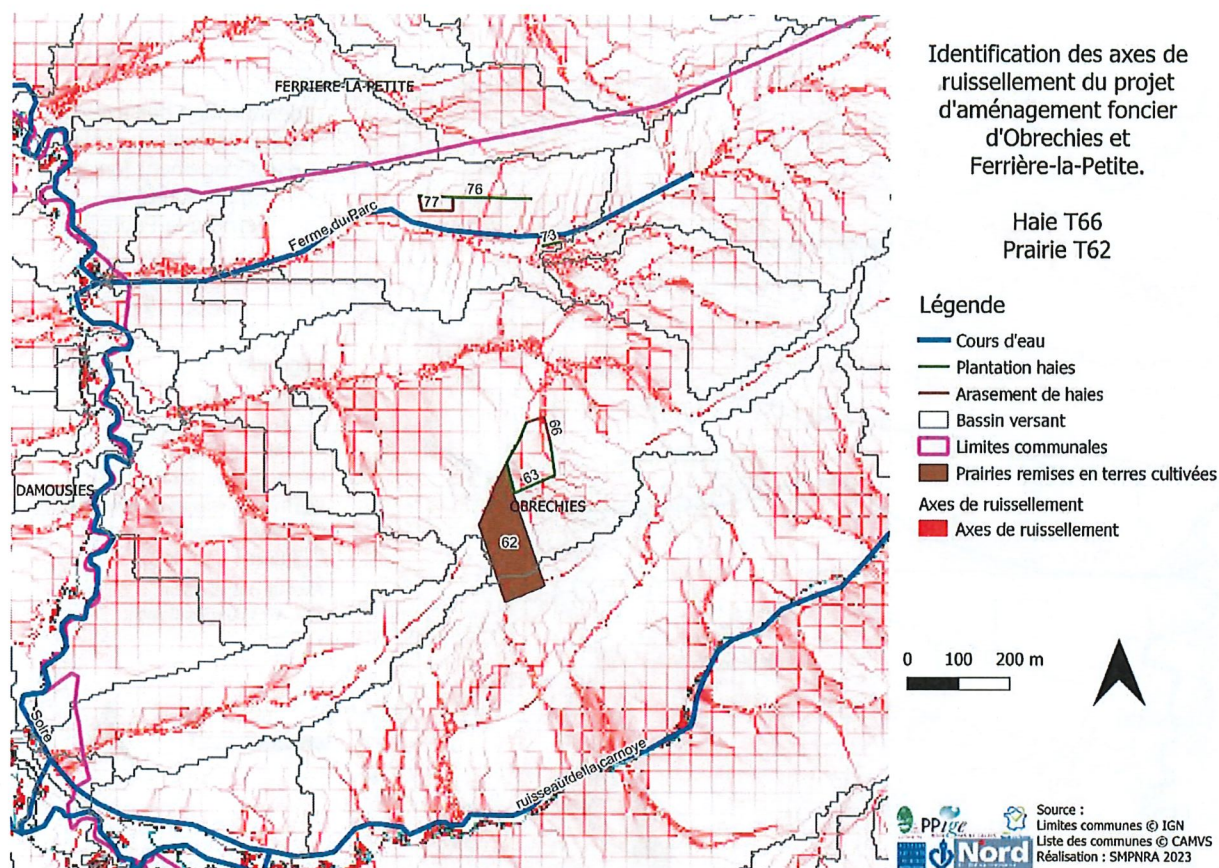 FERRIERE-LA-PETITE
76
77
Ferme du Parc
73
66
63
DAMOUSIES
OBRECHIES
62
Solre
ruisseau de la carnoye
Identification des axes de
ruissellement du projet
d'aménagement foncier
d'Obrechies et
Ferrière-la-Petite.
Haie T66
Prairie T62
Légende
Cours d'eau
Plantation haies
Arasement de haies
Bassin versant
Limites communales
Prairies remises en terres cultivées
Axes de ruissellement
Axes de ruissellement
0 100 200 m
PPige
Nord
Source :
Limites communes © IGN
Liste des communes © CAMVS
Réalisation : SMPNRA 2023